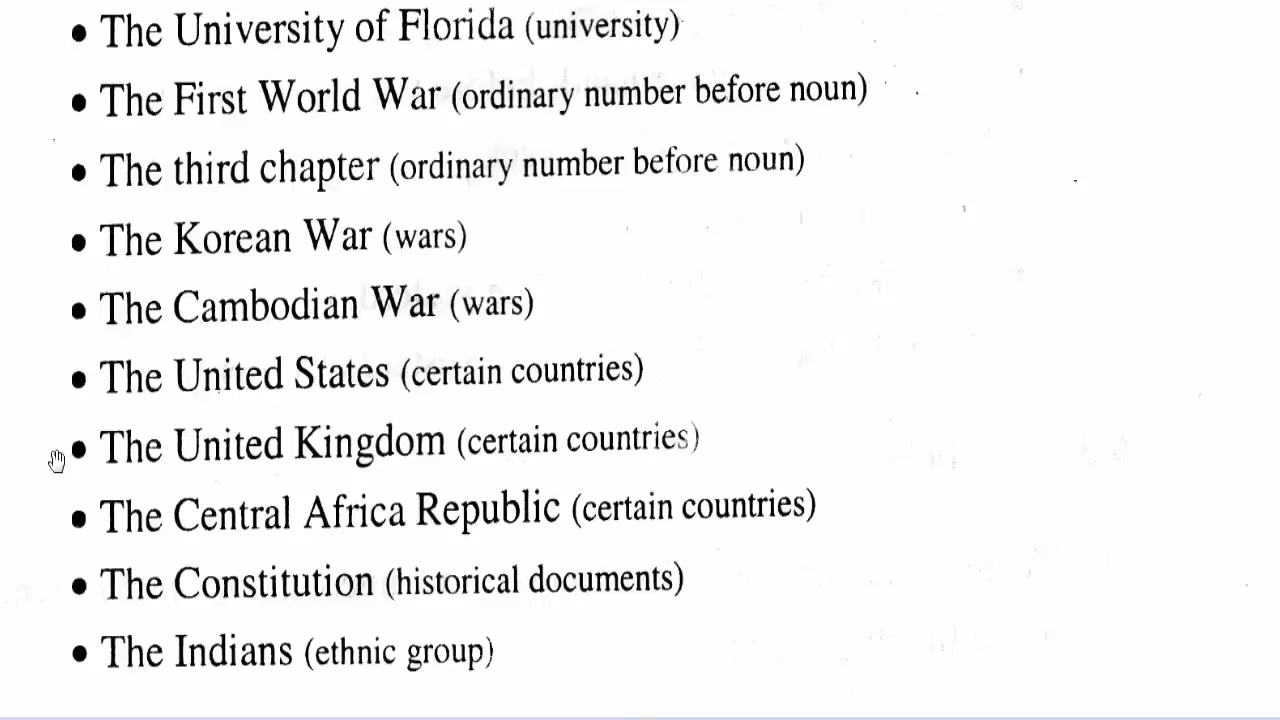 • The University of Florida (university)
• The First World War (ordinary number before noun)
• The third chapter (ordinary number before noun)
• The Korean War (wars)
• The Cambodian War (wars)
• The United States (certain countries)
• The United Kingdom (certain countries)
• The Central Africa Republic (certain countries)
• The Constitution (historical documents)
• The Indians (ethnic group)